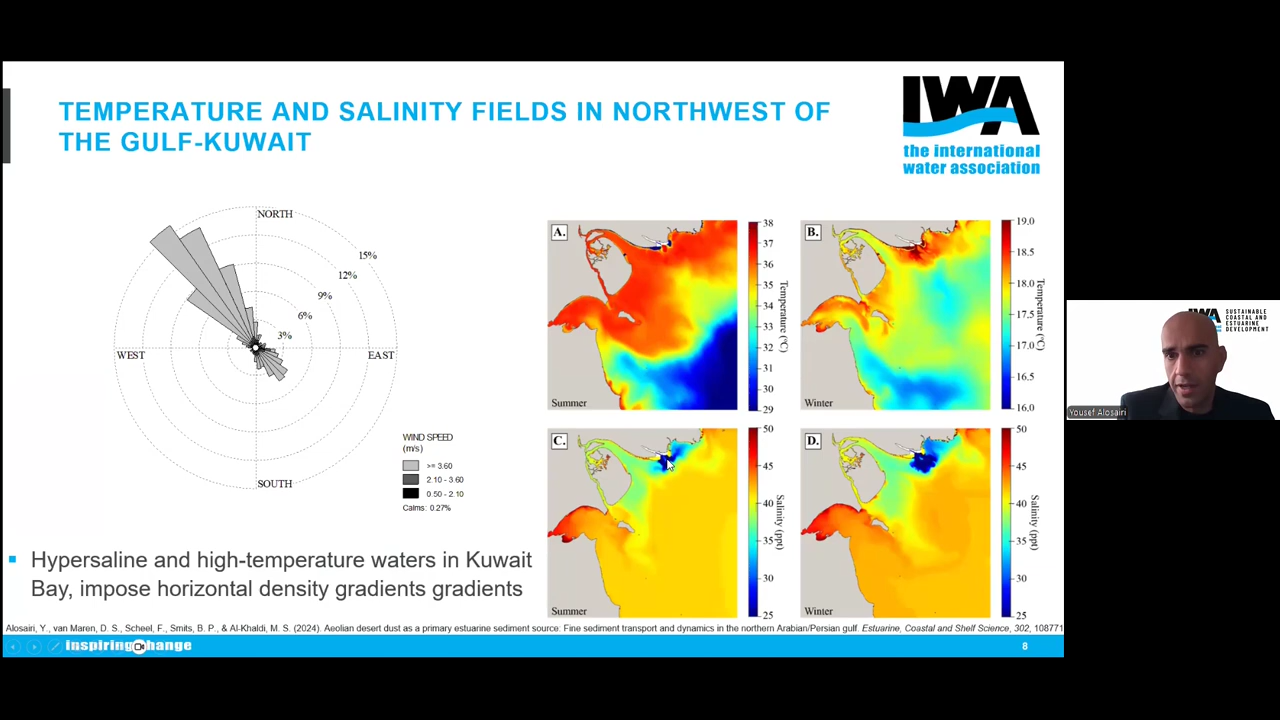 TEMPERATURE AND SALINITY FIELDS IN NORTHWEST OF
THE GULF-KUWAIT
IWA
the international
water association
NORTH
15%
12%
9%
6%
3%
WEST
EAST
SOUTH
WIND SPEED
(m/s)
>= 3.60
2.10 - 3.60
0.50 - 2.10
Calms: 0.27%
A.
Summer
38
37
36
35
34
33
32
31
30
29
Temperature (°C)
B.
Winter
19.0
18.5
18.0
17.5
17.0
16.5
16.0
Temperature (°C)
C.
Summer
50
45
40
35
30
25
Salinity (ppt)
D.
Winter
50
45
40
35
30
25
Salinity (ppt)
Hypersaline and high-temperature waters in Kuwait
Bay, impose horizontal density gradients gradients
Alosairi, Y., van Maren, D. S., Scheel, F., Smits, B. P., & Al-Khaldi, M. S. (2024). Aeolian desert dust as a primary estuarine sediment source: Fine sediment transport and dynamics in the northern Arabian/Persian gulf. Estuarine, Coastal and Shelf Science, 302, 108771
inspiring change
8
IWA
SUSTAINABLE
COASTAL AND
ESTUARINE
DEVELOPMENT
Yousef Alosairi